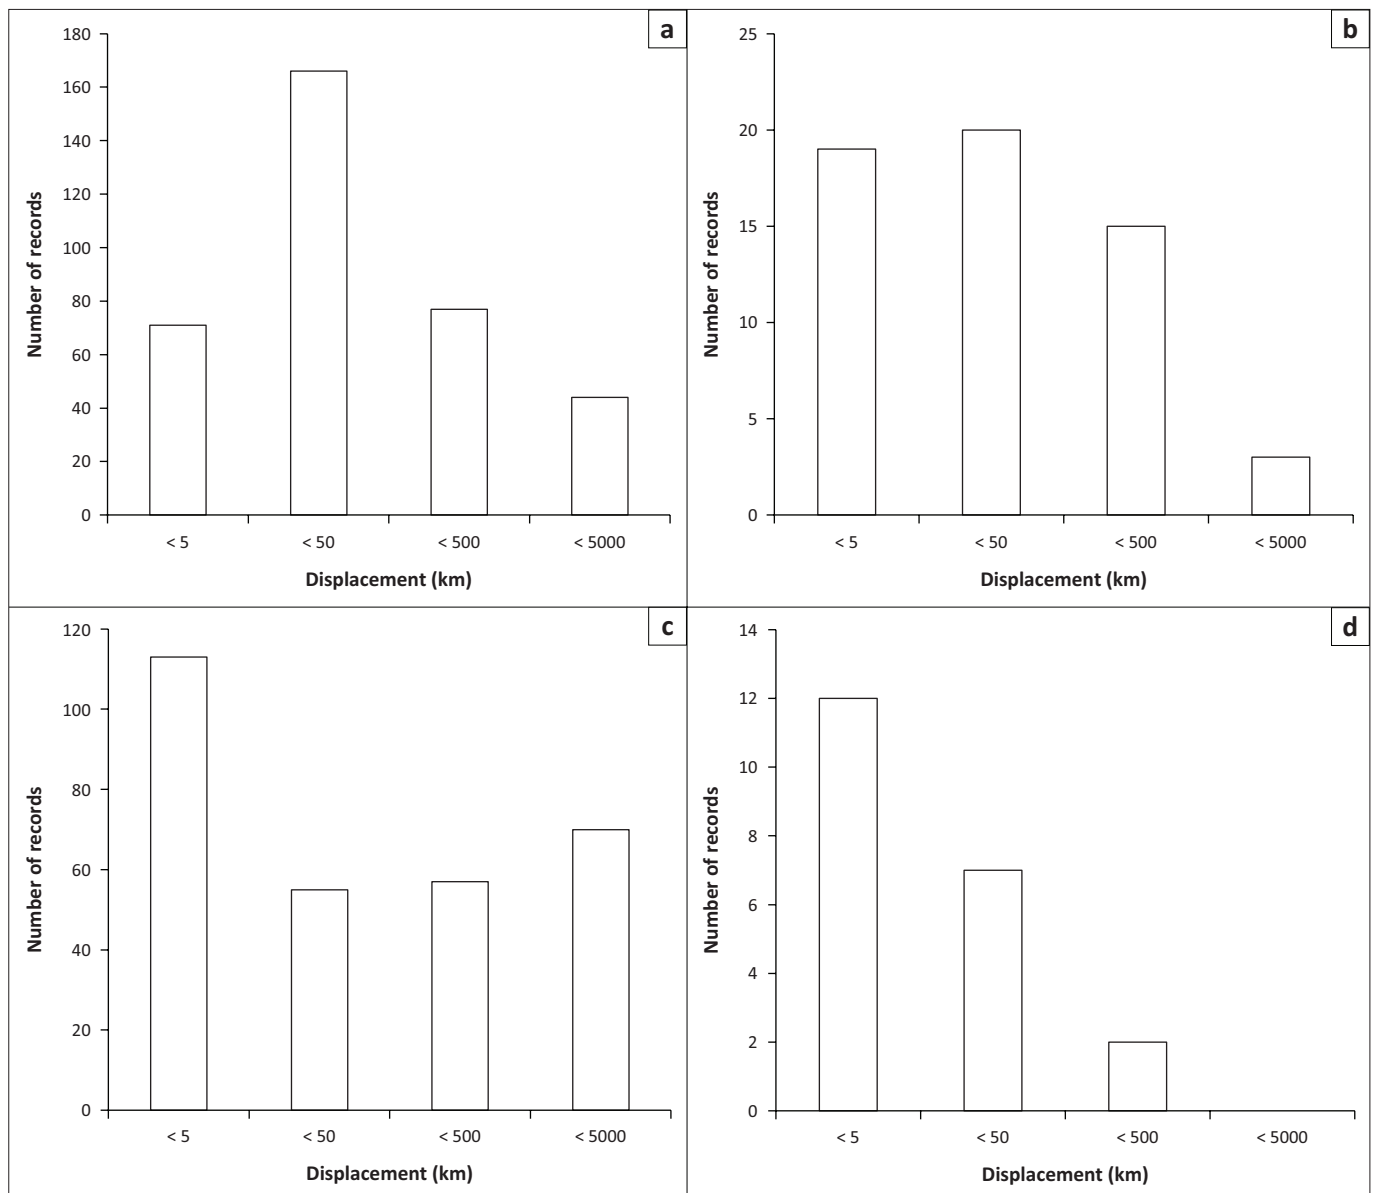 a
180
160
140
120
100
80
60
40
20
0
Number of records
< 5 < 50 < 500 < 5000
Displacement (km)
b
25
20
15
10
5
0
Number of records
< 5 < 50 < 500 < 5000
Displacement (km)
c
120
100
80
60
40
20
0
Number of records
< 5 < 50 < 500 < 5000
Displacement (km)
d
14
12
10
8
6
4
2
0
Number of records
< 5 < 50 < 500 < 5000
Displacement (km)